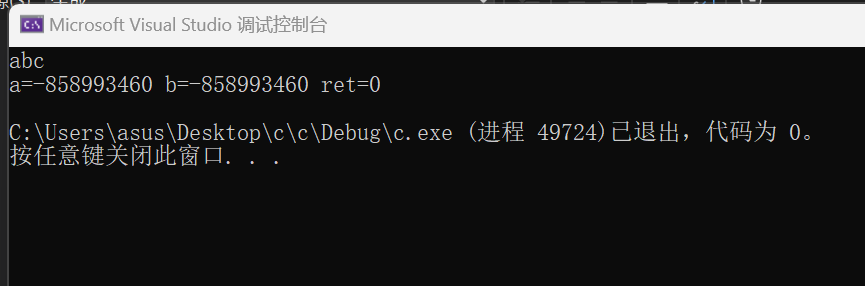 Microsoft Visual Studio 调试控制台
abc
a=-858993460 b=-858993460 ret=0
C:\Users\asus\Desktop\c\c\Debug\c.exe (进程 49724)已退出，代码为 0。
按任意键关闭此窗口. . .